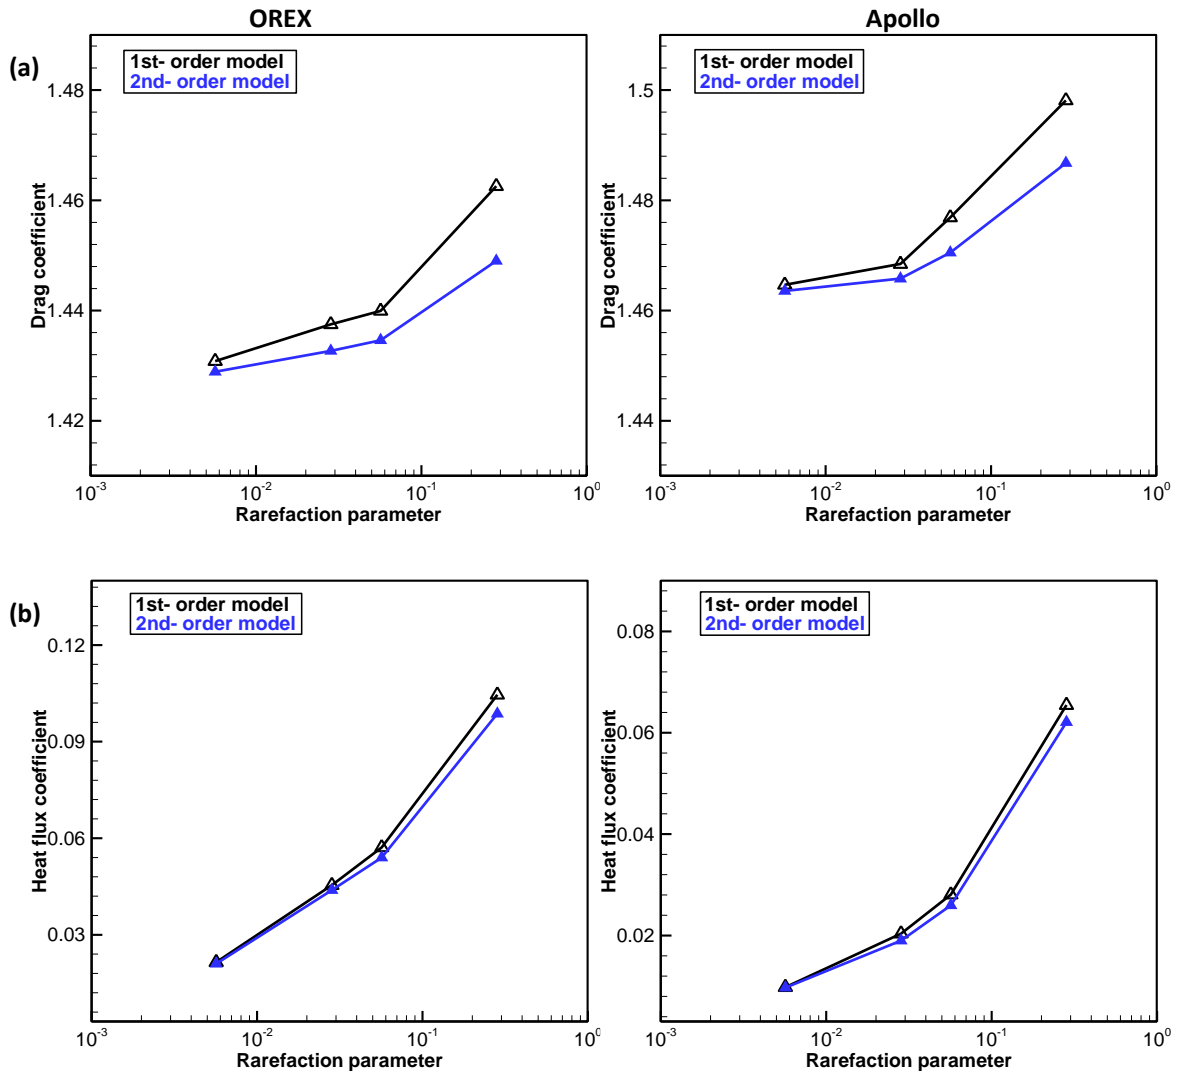 OREX
Apollo
(a)
1st- order model
2nd- order model
1.48
1.46
1.44
1.42
Drag coefficient
10-3
10-2
10-1
100
Rarefaction parameter
1st- order model
2nd- order model
1.5
1.48
1.46
1.44
Drag coefficient
10-3
10-2
10-1
100
Rarefaction parameter
(b)
1st- order model
2nd- order model
0.12
0.09
0.06
0.03
Heat flux coefficient
10-3
10-2
10-1
100
Rarefaction parameter
1st- order model
2nd- order model
0.08
0.06
0.04
0.02
Heat flux coefficient
10-3
10-2
10-1
100
Rarefaction parameter